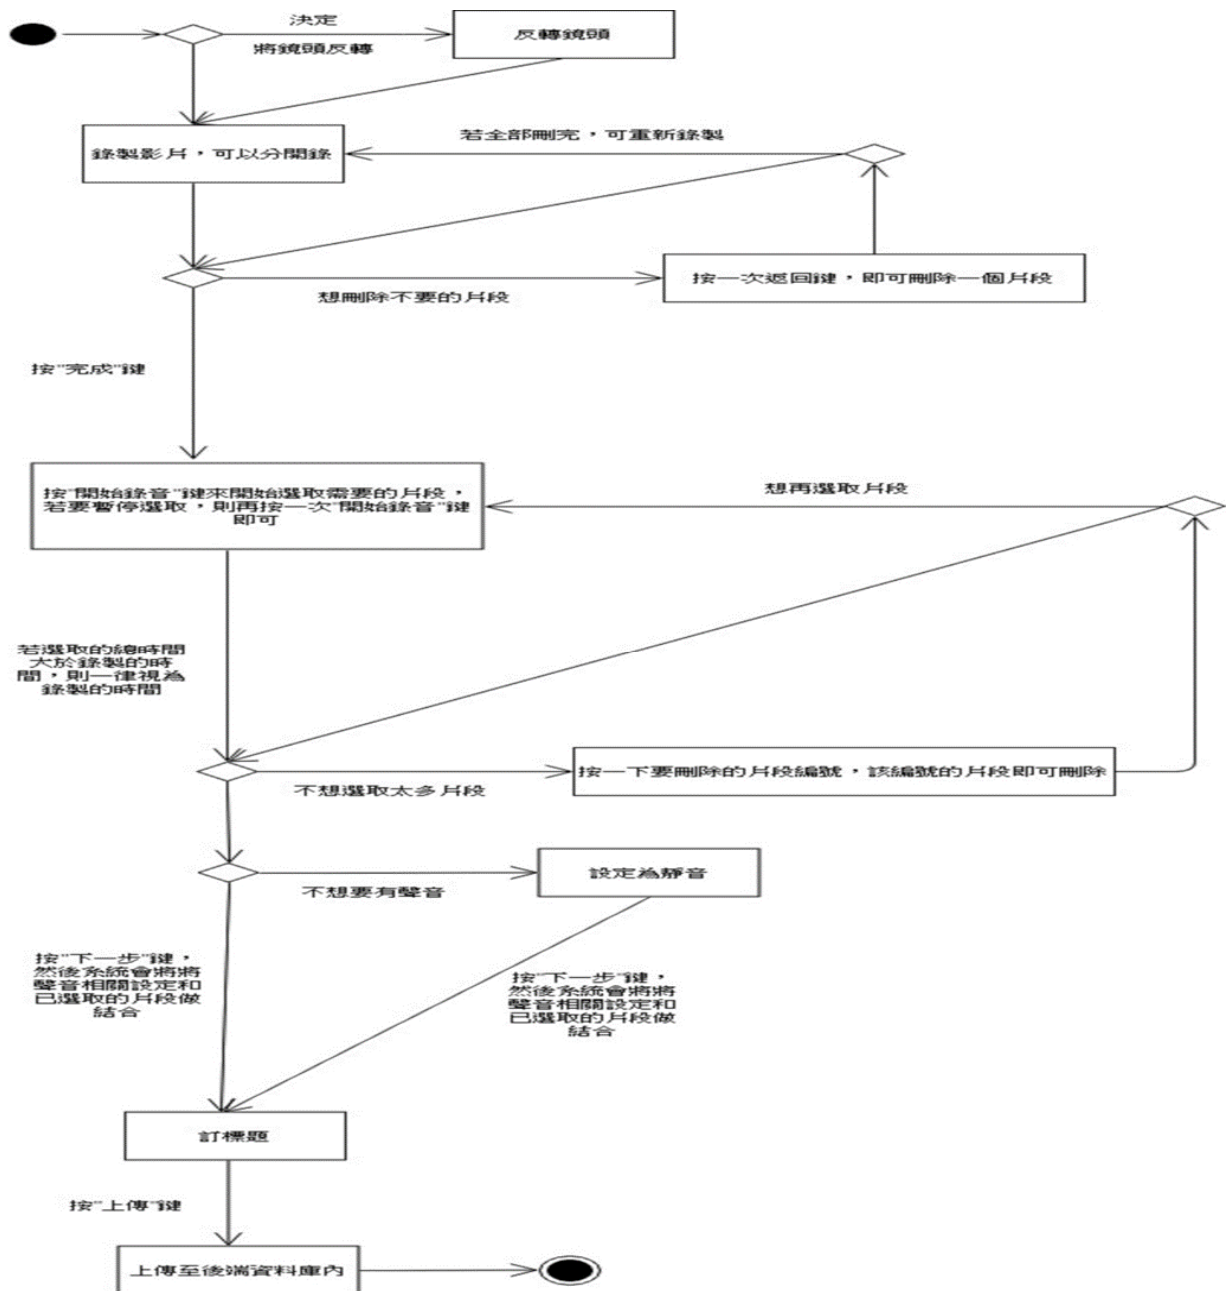 決定
將鏡頭反轉
反轉鏡頭
若全部刪完，可重新錄製
錄製影片，可以分開錄
按一次返回鍵，即可刪除一個片段
想刪除不要的片段
按"完成"鍵
按"開始錄音"鍵來開始選取需要的片段，
若要暫停選取，則再按一次"開始錄音"鍵
即可
想再選取片段
若選取的總時間
大於錄製的時
間，則一律視為
錄製的時間
按一下要刪除的片段編號，該編號的片段即可刪除
不想選取太多片段
設定為靜音
不想要有聲音
按"下一步"鍵，
然後系統會將將
聲音相關設定和
已選取的片段做
結合
按"下一步"鍵，
然後系統會將將
聲音相關設定和
已選取的片段做
結合
訂標題
按"上傳"鍵
上傳至後端資料庫內